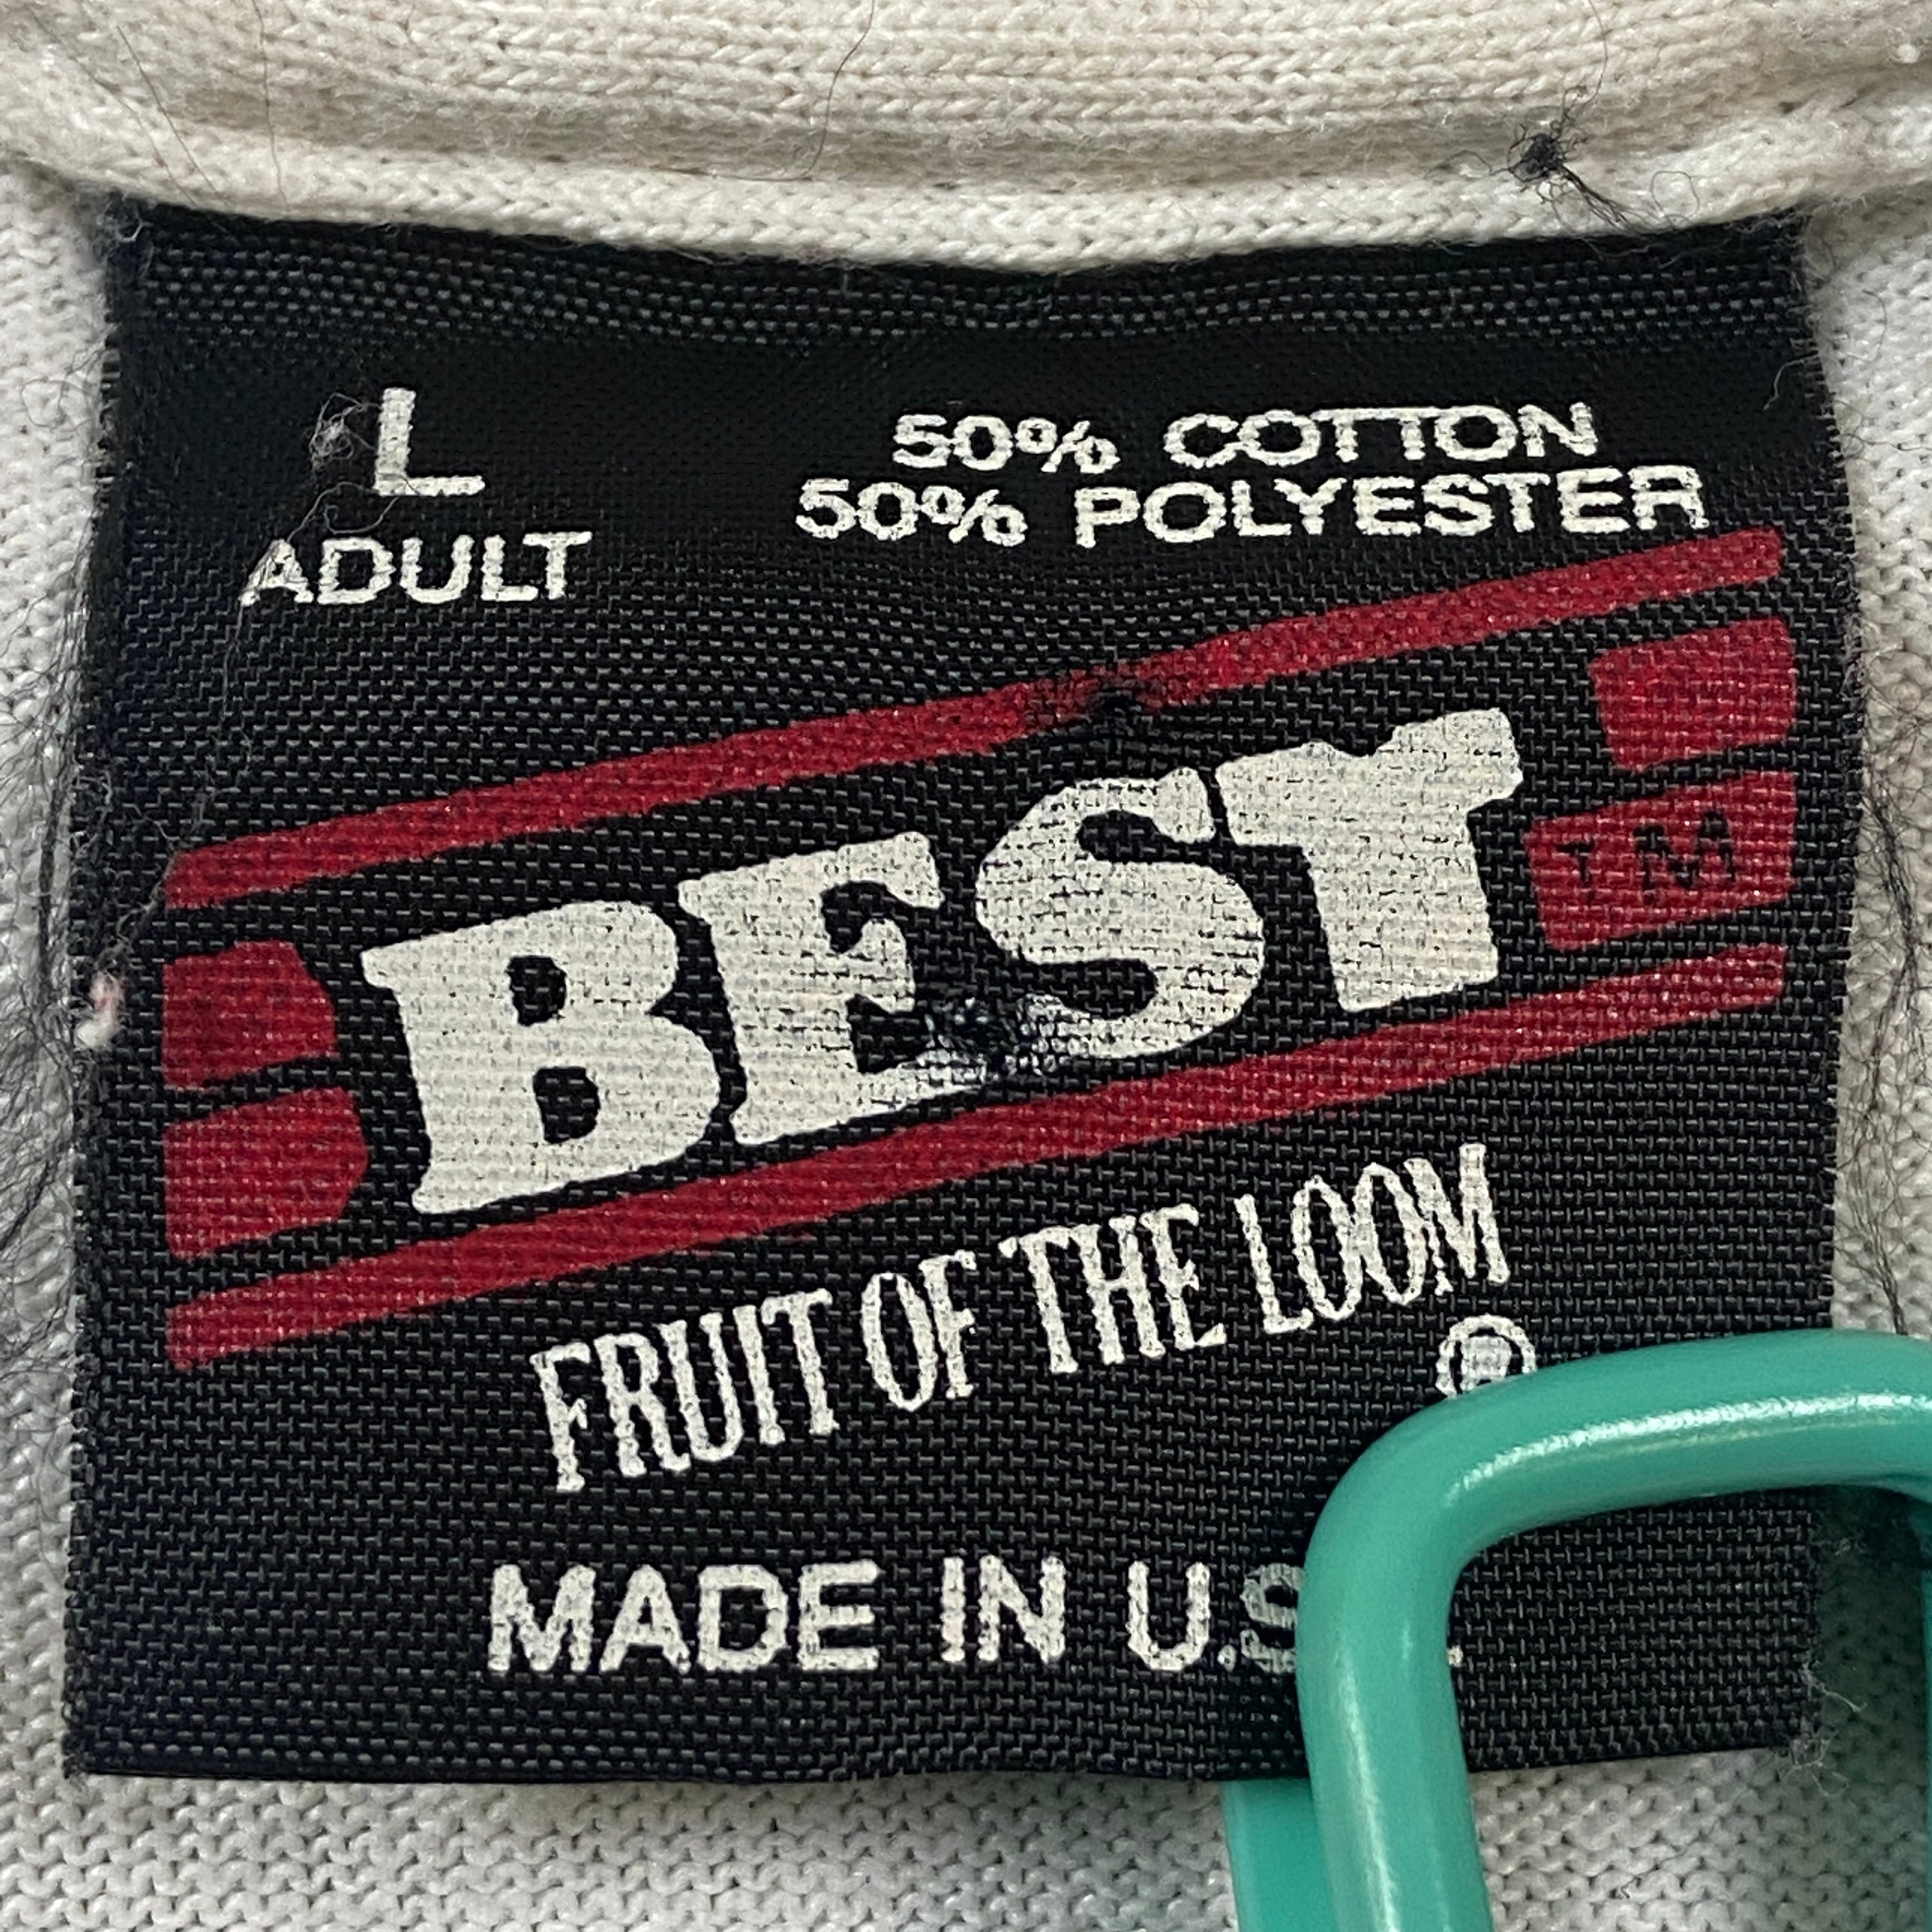 L
ADULT
50% COTTON
50% POLYESTER
BEST
TM
FRUIT OF THE LOOM
®
MADE IN U.S